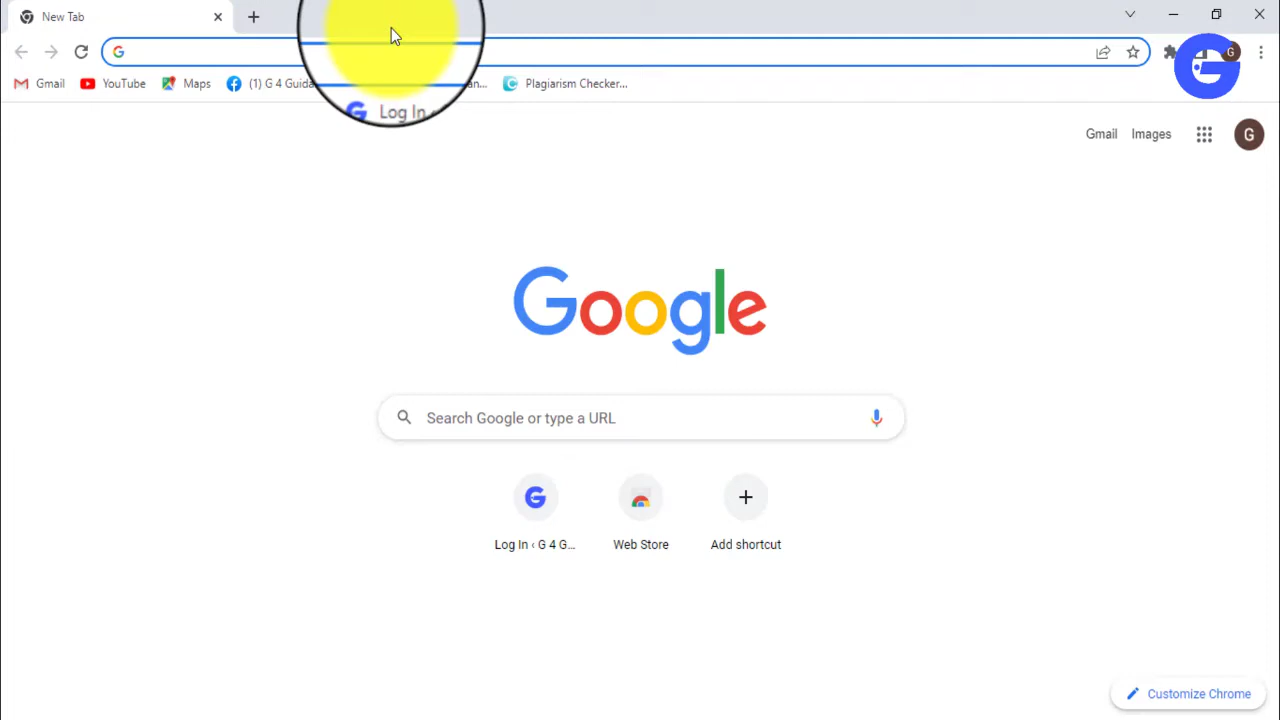 New Tab
Gmail YouTube Maps (1) G 4 Guida Log In an... Plagiarism Checker...
Gmail Images G
Google
Search Google or type a URL
Log In ‹ G 4 G... Web Store Add shortcut
Customize Chrome